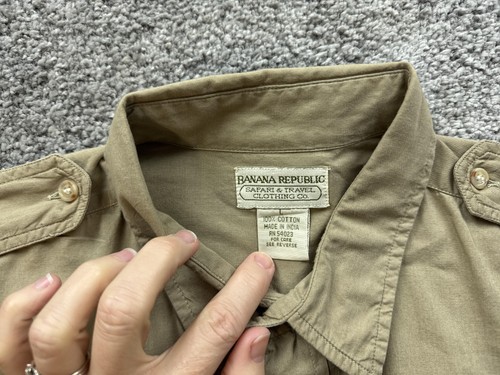 BANANA REPUBLIC
SAFARI & TRAVEL
CLOTHING CO.
L
100% COTTON
MADE IN INDIA
RN 54023
FOR CARE
SEE REVERSE